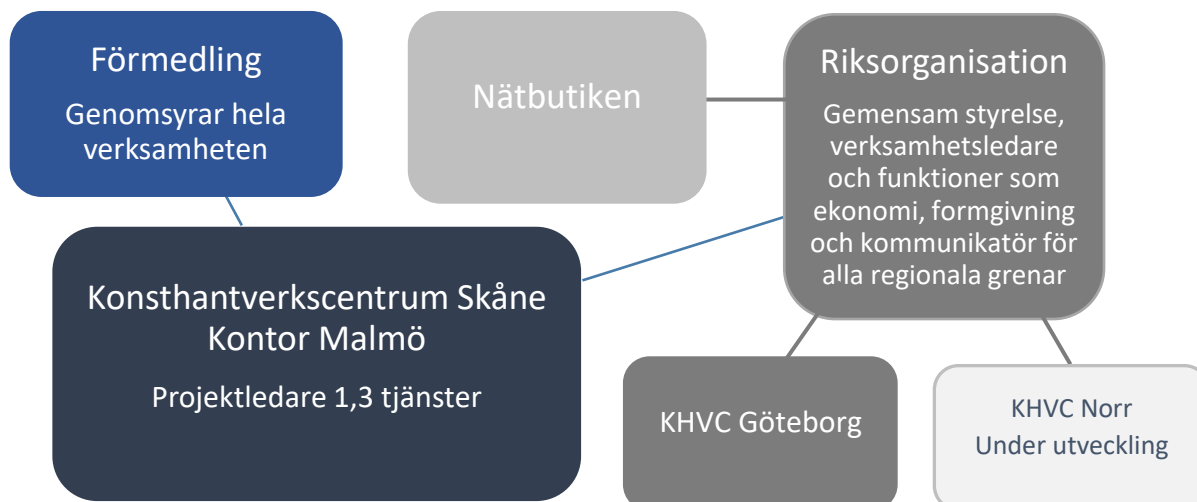 Förmedling
Genomsyrar hela
verksamheten
Nätbutiken
Riksorganisation
Gemensam styrelse,
verksamhetsledare
och funktioner som
ekonomi, formgivning
och kommunikatör för
alla regionala grenar
Konsthantverkscentrum Skåne
Kontor Malmö
Projektledare 1,3 tjänster
KHVC Göteborg
KHVC Norr
Under utveckling